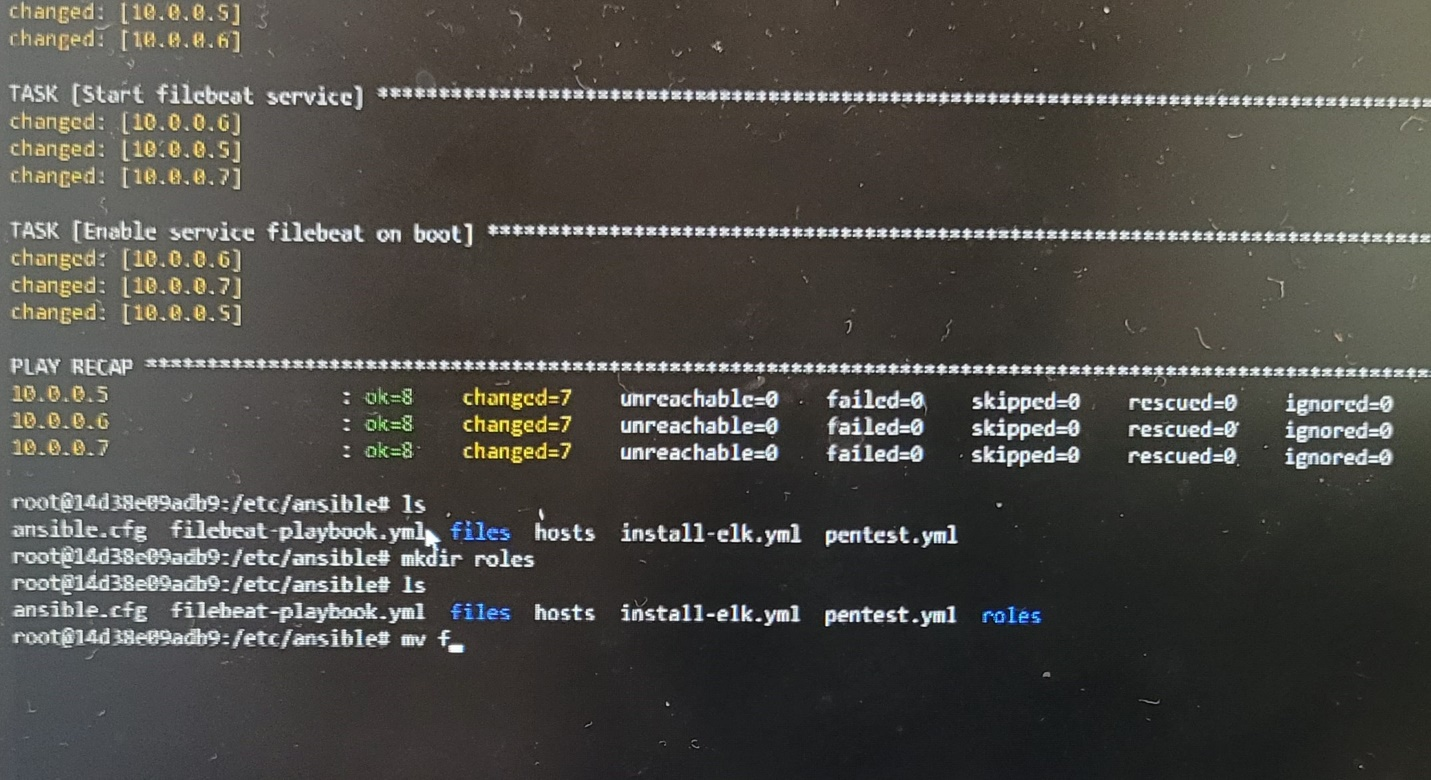 changed: [10.0.0.5]
changed: [10.0.0.6]
TASK [Start filebeat service] ****************************************************************************************
changed: [10.0.0.6]
changed: [10.0.0.5]
changed: [10.0.0.7]
TASK [Enable service filebeat on boot] *******************************************************************************
changed: [10.0.0.6]
changed: [10.0.0.7]
changed: [10.0.0.5]
PLAY RECAP ***********************************************************************************************************
10.0.0.5 : ok=8 changed=7 unreachable=0 failed=0 skipped=0 rescued=0 ignored=0
10.0.0.6 : ok=8 changed=7 unreachable=0 failed=0 skipped=0 rescued=0 ignored=0
10.0.0.7 : ok=8 changed=7 unreachable=0 failed=0 skipped=0 rescued=0 ignored=0
root@14d38e09adb9:/etc/ansible# ls
ansible.cfg filebeat-playbook.yml files hosts install-elk.yml pentest.yml
root@14d38e09adb9:/etc/ansible# mkdir roles
root@14d38e09adb9:/etc/ansible# ls
ansible.cfg filebeat-playbook.yml files hosts install-elk.yml pentest.yml roles
root@14d38e09adb9:/etc/ansible# mv f_